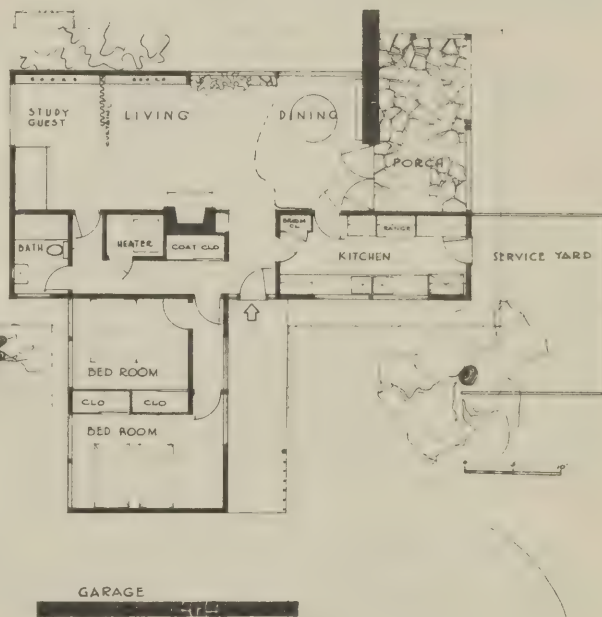 STUDY
GUEST
LIVING
DINING
PORCH
BATH
HEATER
COAT CLO
BROOM
CL
RANGE
KITCHEN
SERVICE YARD
BED ROOM
CLO
CLO
BED ROOM
GARAGE